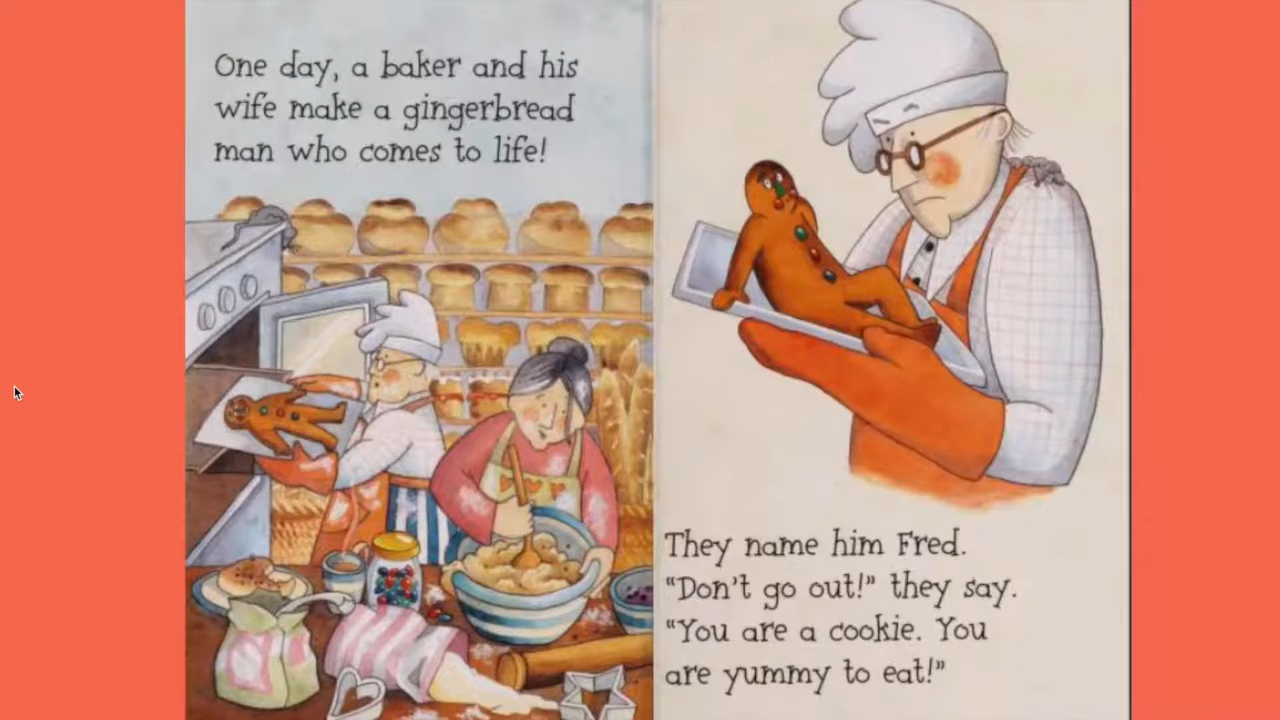 One day, a baker and his
wife make a gingerbread
man who comes to life!
They name him Fred.
“Don’t go out!” they say.
“You are a cookie. You
are yummy to eat!”